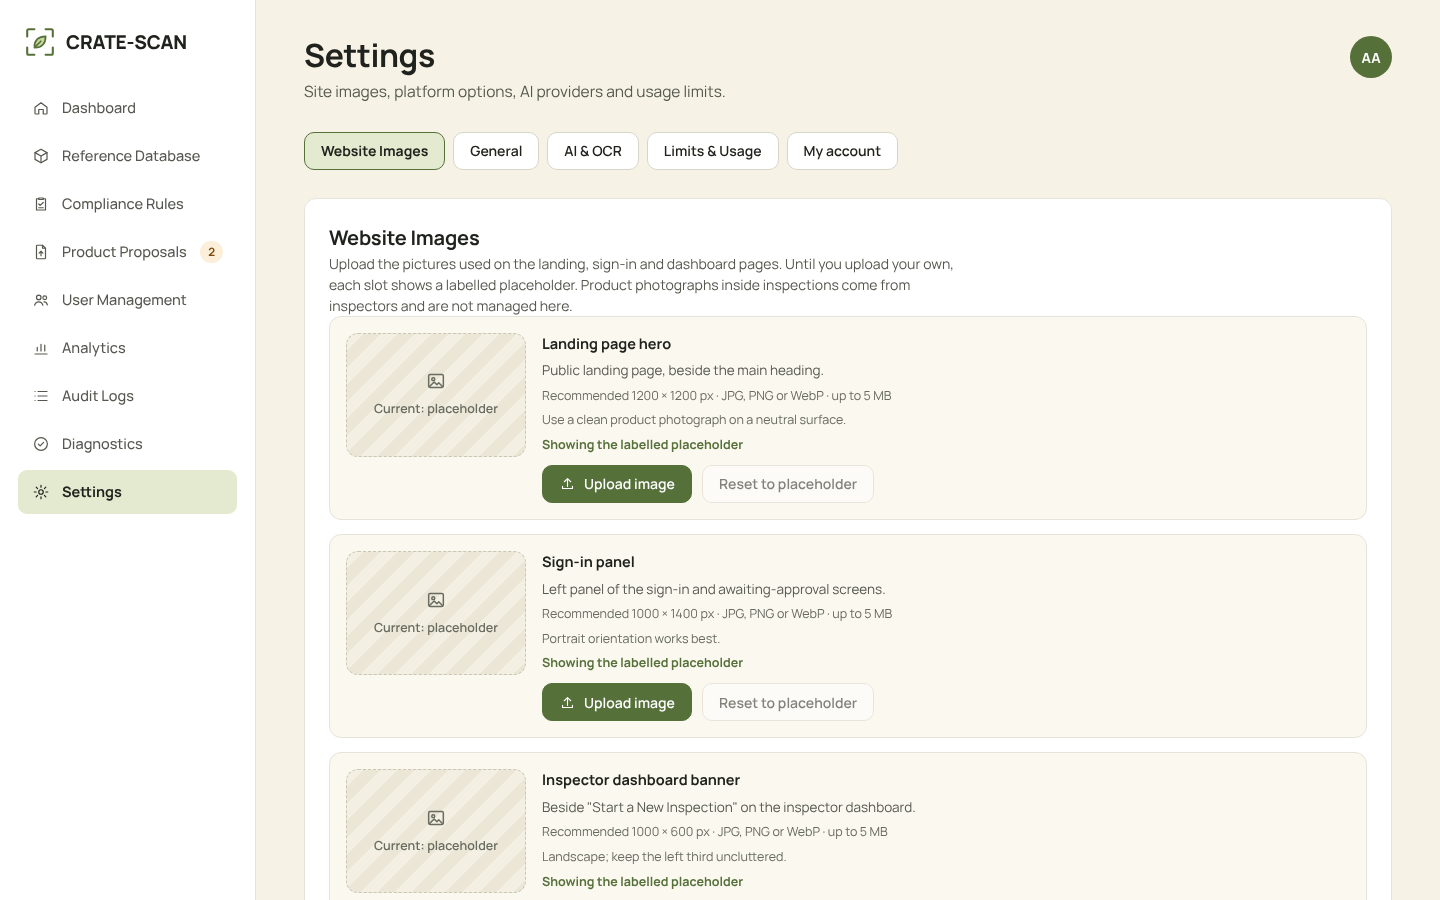 CRATE-SCAN
Dashboard
Reference Database
Compliance Rules
Product Proposals 2
User Management
Analytics
Audit Logs
Diagnostics
Settings
Settings
Site images, platform options, AI providers and usage limits.
AA
Website Images
General
AI & OCR
Limits & Usage
My account
Website Images
Upload the pictures used on the landing, sign-in and dashboard pages. Until you upload your own,
each slot shows a labelled placeholder. Product photographs inside inspections come from
inspectors and are not managed here.
Current: placeholder
Landing page hero
Public landing page, beside the main heading.
Recommended 1200 × 1200 px · JPG, PNG or WebP · up to 5 MB
Use a clean product photograph on a neutral surface.
Showing the labelled placeholder
Upload image
Reset to placeholder
Current: placeholder
Sign-in panel
Left panel of the sign-in and awaiting-approval screens.
Recommended 1000 × 1400 px · JPG, PNG or WebP · up to 5 MB
Portrait orientation works best.
Showing the labelled placeholder
Upload image
Reset to placeholder
Current: placeholder
Inspector dashboard banner
Beside "Start a New Inspection" on the inspector dashboard.
Recommended 1000 × 600 px · JPG, PNG or WebP · up to 5 MB
Landscape; keep the left third uncluttered.
Showing the labelled placeholder